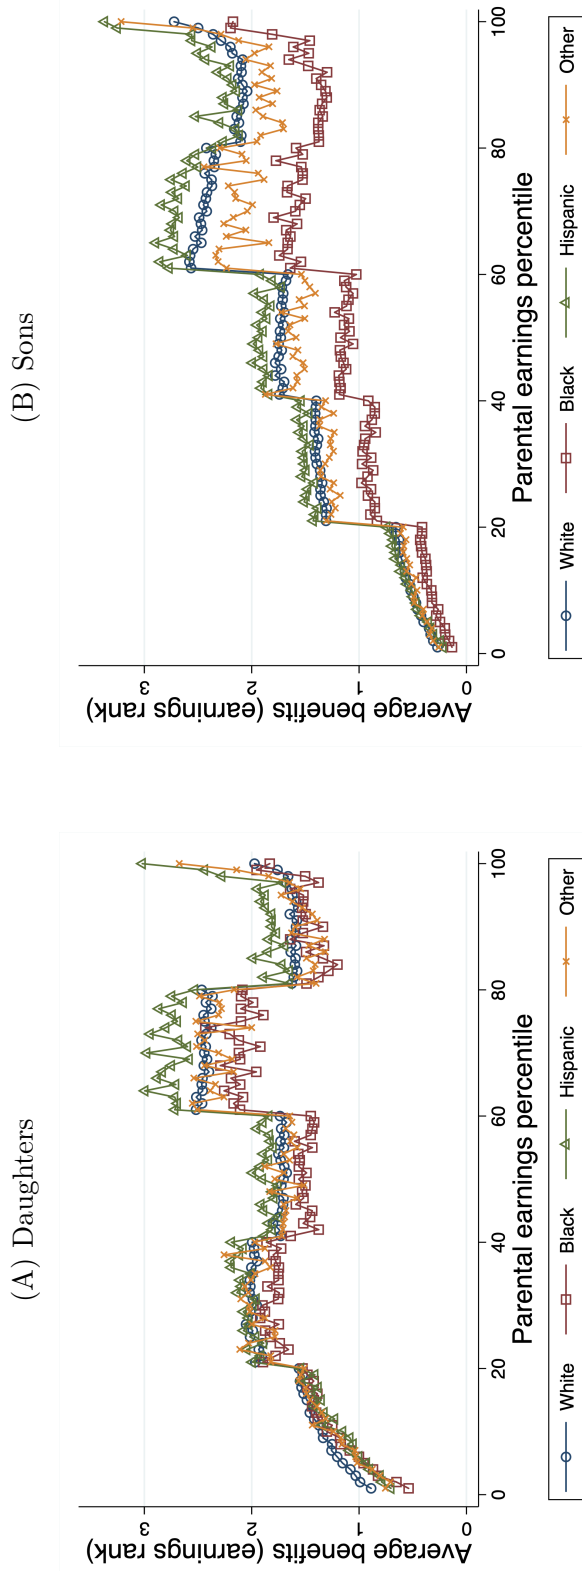 (A) Daughters
Average benefits (earnings rank)
3
2
1
0
0 20 40 60 80 100
Parental earnings percentile
White Black Hispanic Other
(B) Sons
Average benefits (earnings rank)
3
2
1
0
0 20 40 60 80 100
Parental earnings percentile
White Black Hispanic Other